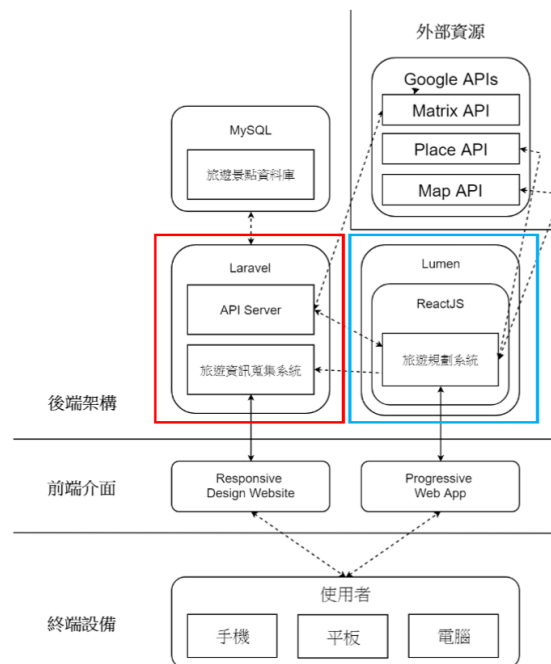 外部資源
Google APIs
Matrix API
Place API
Map API
MySQL
旅遊景點資料庫
Laravel
API Server
旅遊資訊蒐集系統
Lumen
ReactJS
旅遊規劃系統
後端架構
前端介面
Responsive
Design Website
Progressive
Web App
終端設備
使用者
手機
平板
電腦